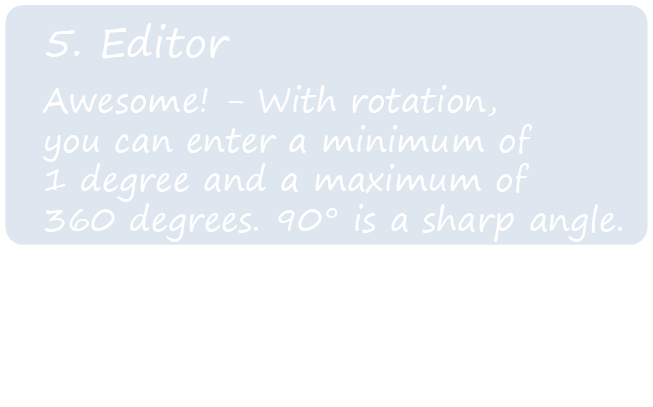 5. Editor
Awesome! - With rotation,
you can enter a minimum of
1 degree and a maximum of
360 degrees. 90° is a sharp angle.